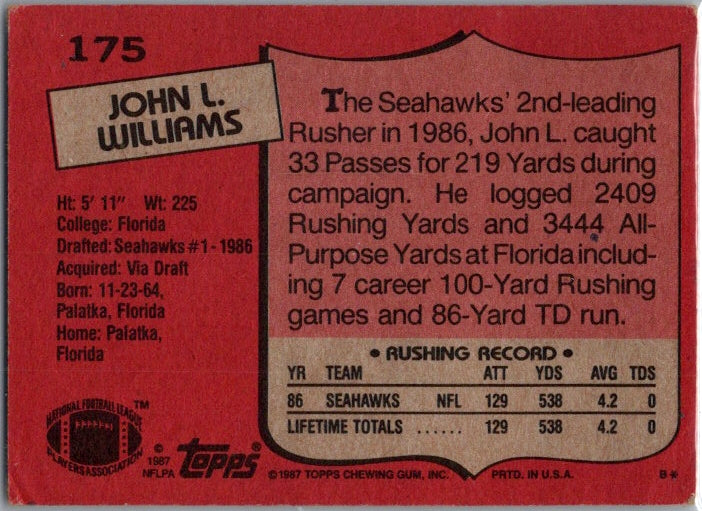 175
JOHN L.
WILLIAMS
Ht: 5' 11" Wt: 225
College: Florida
Drafted: Seahawks #1 - 1986
Acquired: Via Draft
Born: 11-23-64,
Palatka, Florida
Home: Palatka,
Florida
The Seahawks' 2nd-leading
Rusher in 1986, John L. caught
33 Passes for 219 Yards during
campaign. He logged 2409
Rushing Yards and 3444 All-
Purpose Yards at Florida includ-
ing 7 career 100-Yard Rushing
games and 86-Yard TD run.
• RUSHING RECORD •
YR TEAM ATT YDS AVG TDS
86 SEAHAWKS NFL 129 538 4.2 0
LIFETIME TOTALS ...... 129 538 4.2 0
NATIONAL FOOTBALL LEAGUE
PLAYERS ASSOCIATION
™
© 1987
NFLPA
topps®
© 1987 TOPPS CHEWING GUM, INC. PRTD. IN U.S.A. B*